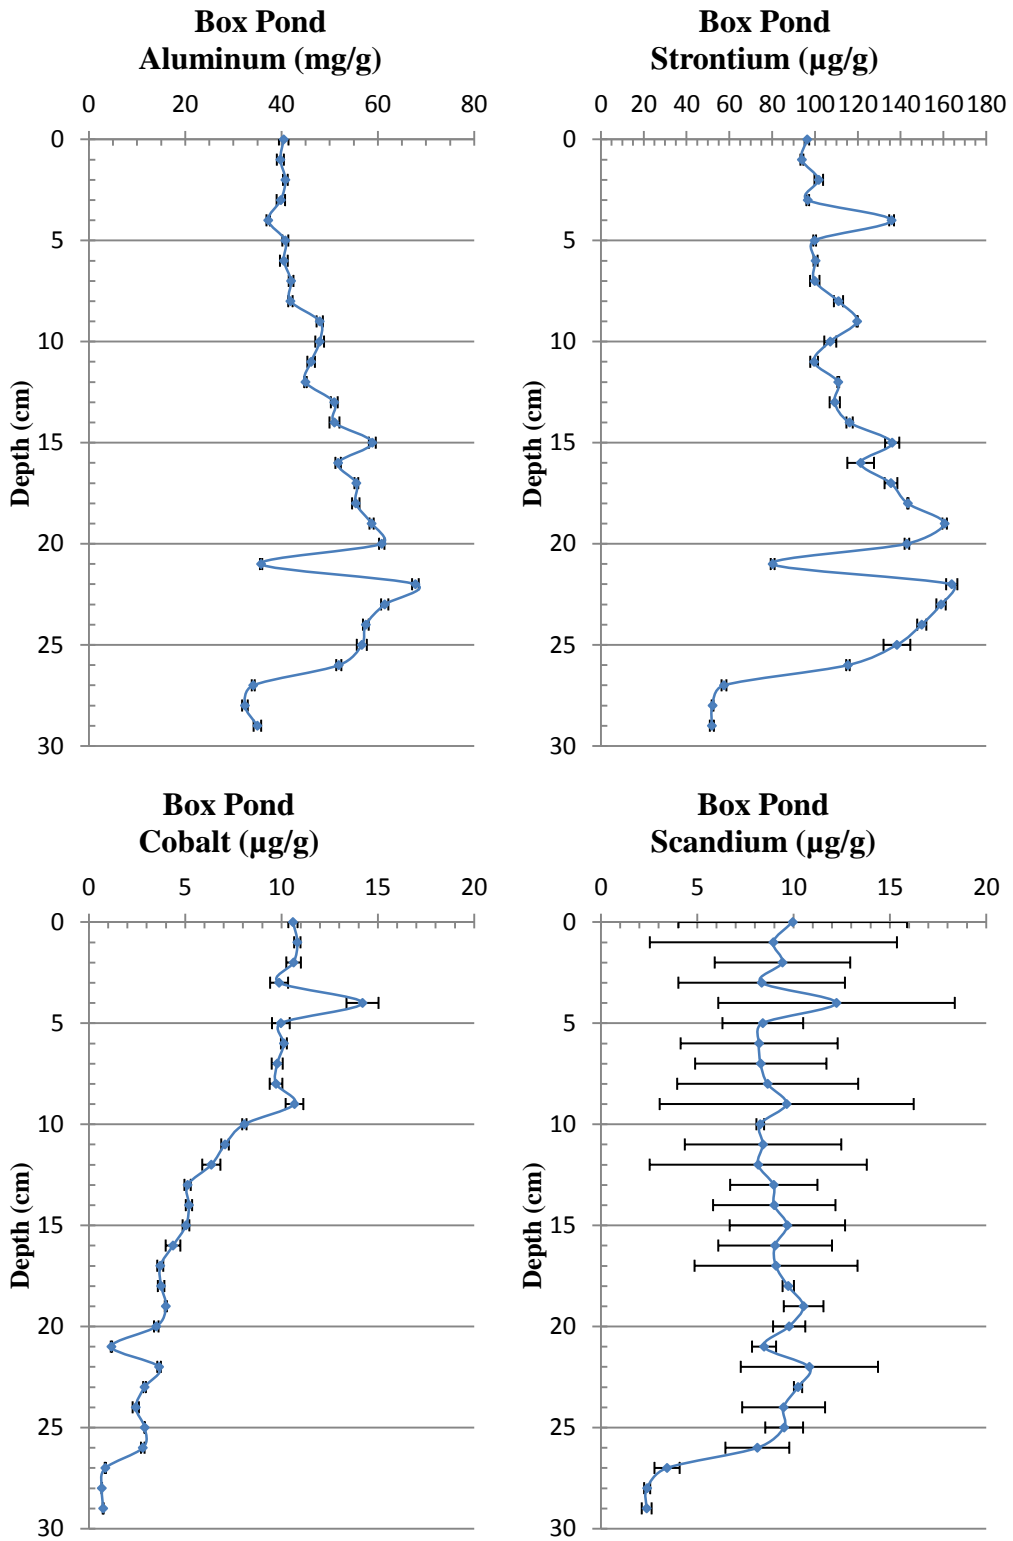 Box Pond
Aluminum (mg/g)
0 20 40 60 80
0
5
10
15
20
25
30
Depth (cm)
Box Pond
Strontium (µg/g)
0 20 40 60 80 100 120 140 160 180
0
5
10
15
20
25
30
Depth (cm)
Box Pond
Cobalt (µg/g)
0 5 10 15 20
0
5
10
15
20
25
30
Depth (cm)
Box Pond
Scandium (µg/g)
0 5 10 15 20
0
5
10
15
20
25
30
Depth (cm)